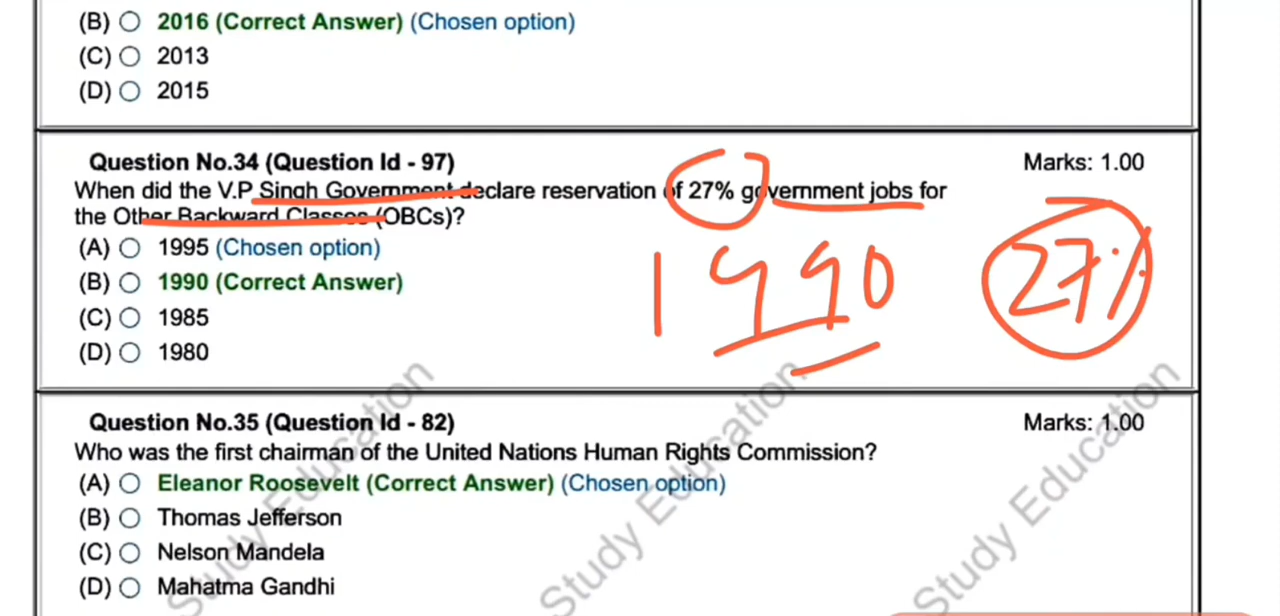 (B) 2016 (Correct Answer) (Chosen option)
(C) 2013
(D) 2015
Question No.34 (Question Id - 97) Marks: 1.00
When did the V.P Singh Government declare reservation of 27% government jobs for
the Other Backward Classes (OBCs)?
(A) 1995 (Chosen option)
(B) 1990 (Correct Answer)
(C) 1985
(D) 1980
1990
27%
Question No.35 (Question Id - 82) Marks: 1.00
Who was the first chairman of the United Nations Human Rights Commission?
(A) Eleanor Roosevelt (Correct Answer) (Chosen option)
(B) Thomas Jefferson
(C) Nelson Mandela
(D) Mahatma Gandhi
Study Education
Study Education
Study Education